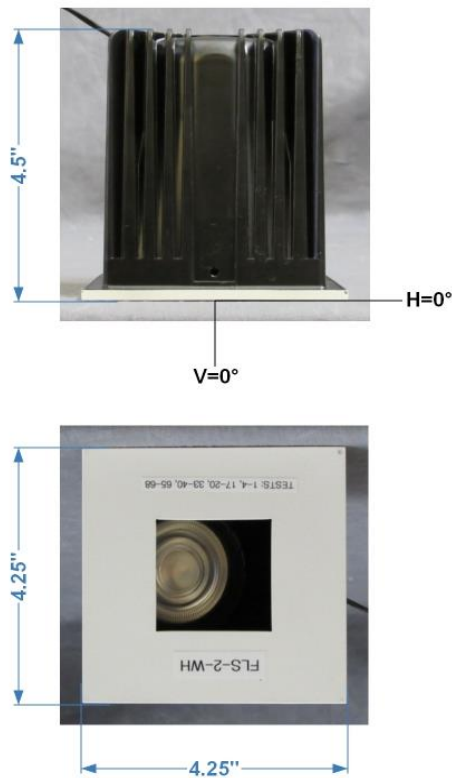 4.5"
H=0°
V=0°
TESTS: 1-4, 17-20, 33-40, 65-68
4.25"
FLS-2-WH
4.25"